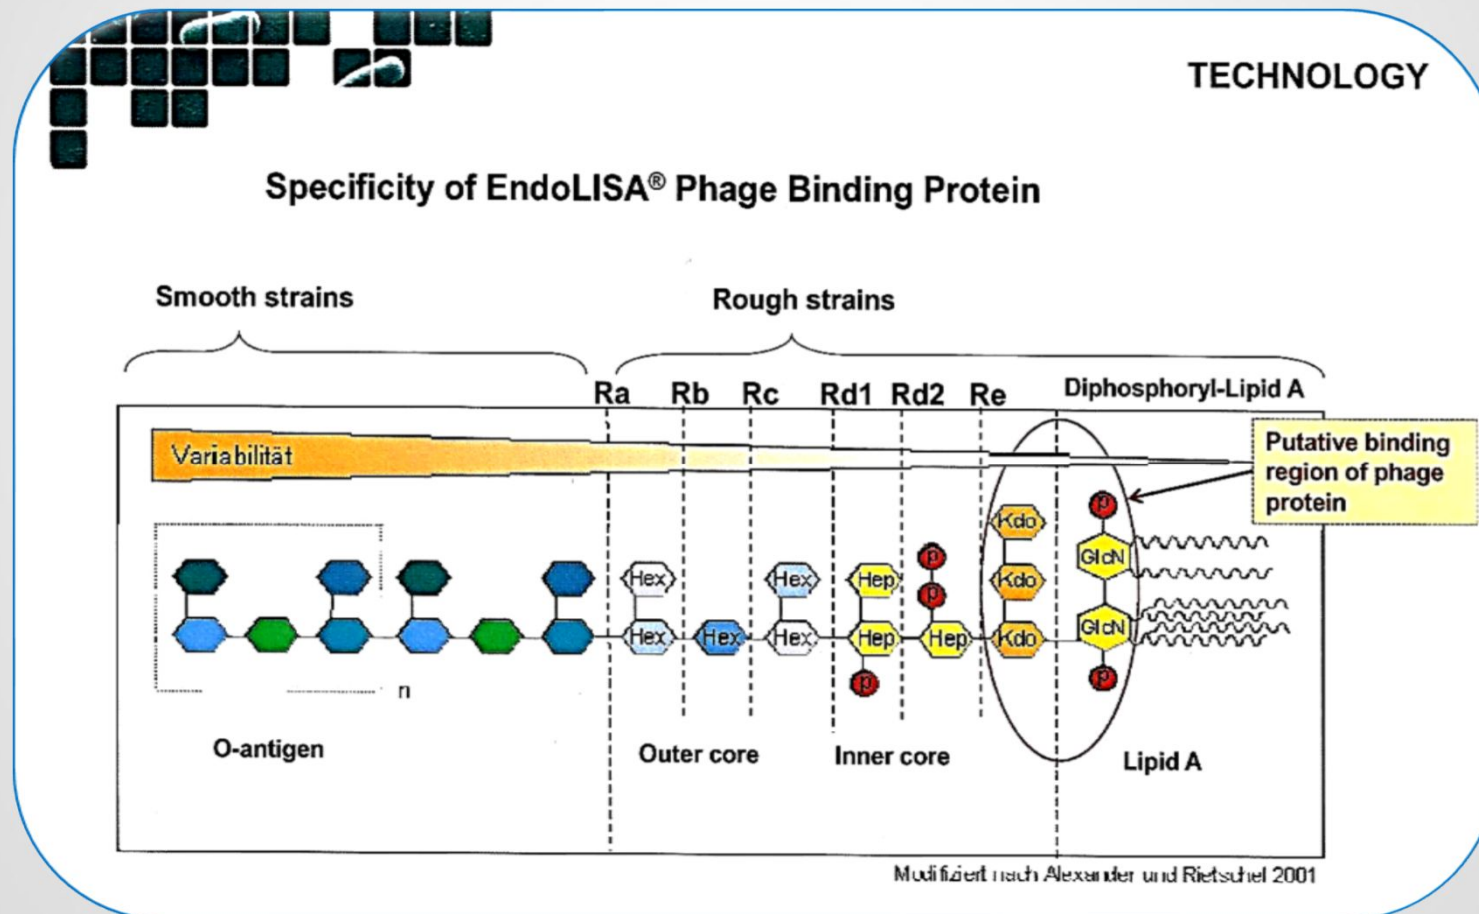 TECHNOLOGY
Specificity of EndoLISA® Phage Binding Protein
Smooth strains
Rough strains
Ra Rb Rc Rd1 Rd2 Re Diphosphoryl-Lipid A
Variabilität
Putative binding
region of phage
protein
P
Kdo
P GlcN
Hex Hex Hep P Kdo
Hex Hex Hex Hep Hep Kdo GlcN
P P
n
O-antigen Outer core Inner core Lipid A
Modifiziert nach Alexander und Rietschel 2001